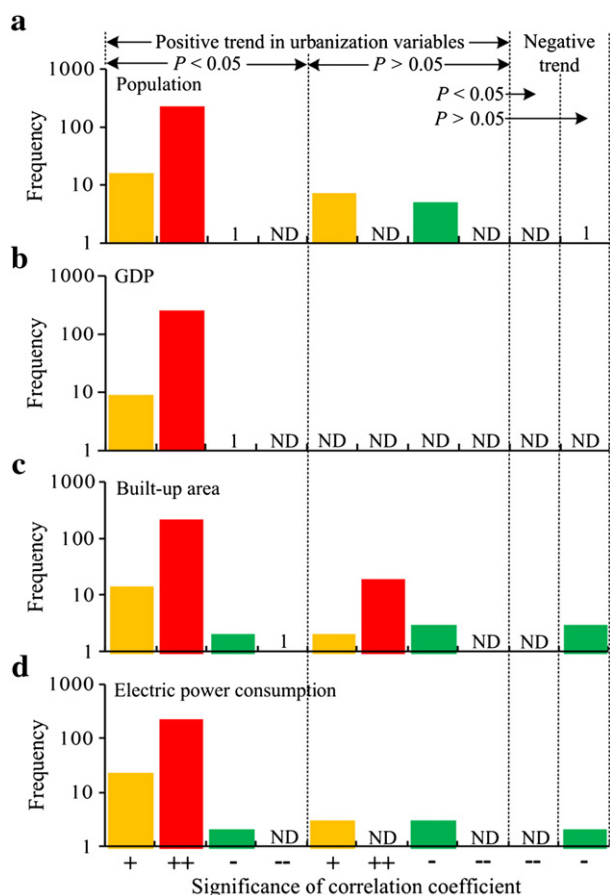 a
Positive trend in urbanization variables
Negative trend
P < 0.05
P > 0.05
P < 0.05
P > 0.05
Population
Frequency
1000
100
10
1
1
ND
ND
ND
ND
1
b
GDP
Frequency
1000
100
10
1
1
ND
ND
ND
ND
ND
ND
ND
c
Built-up area
Frequency
1000
100
10
1
1
ND
ND
d
Electric power consumption
Frequency
1000
100
10
1
ND
ND
ND
ND
+ ++ - -- + ++ - -- -- -
Significance of correlation coefficient